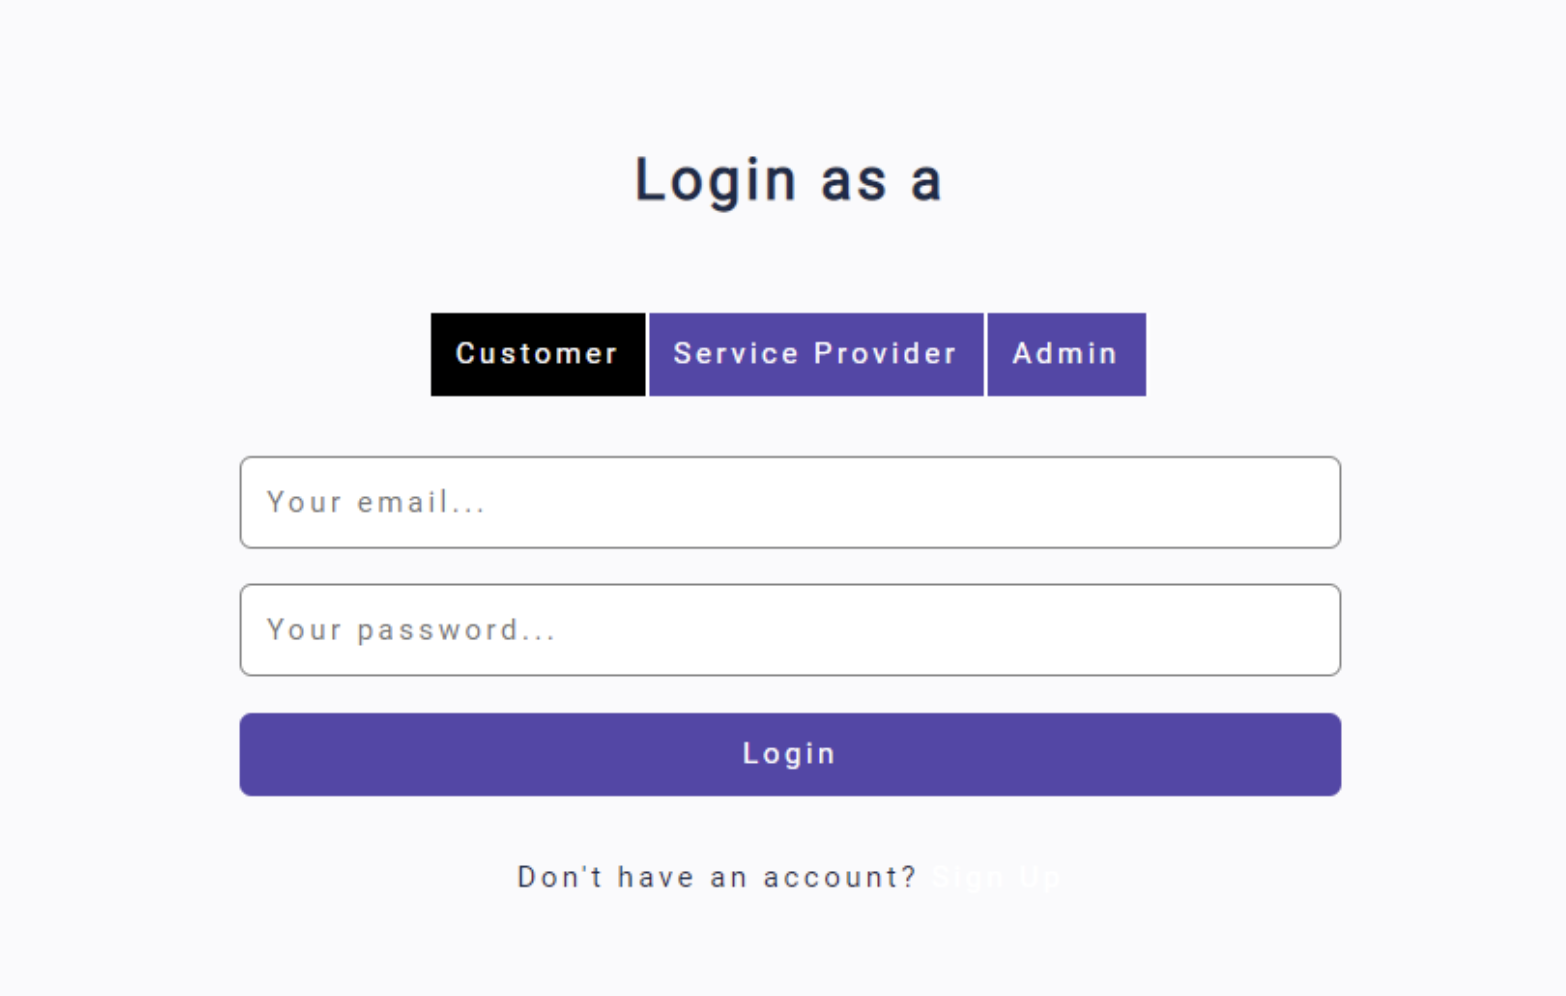 Login as a
Customer Service Provider Admin
Your email...
Your password...
Login
Don't have an account? Sign Up